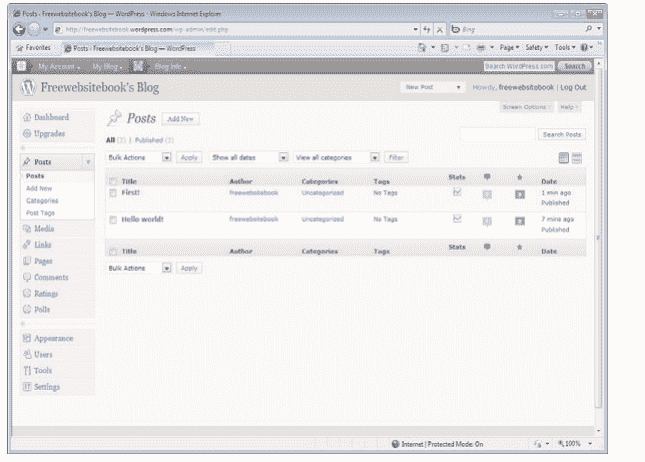 Posts ‹ Freewebsitebook's Blog — WordPress - Windows Internet Explorer
http://freewebsitebook.wordpress.com/wp-admin/edit.php
Bing
Favorites Posts ‹ Freewebsitebook's Blog — WordPress Page Safety Tools
My Account My Blog Blog Info Search WordPress.com Search
Freewebsitebook's Blog New Post Howdy, freewebsitebook | Log Out
Screen Options Help
Dashboard
Upgrades
Posts
Posts
Add New
Categories
Post Tags
Media
Links
Pages
Comments
Ratings
Polls
Appearance
Users
Tools
Settings
Posts Add New
All (2) | Published (2) Search Posts
Bulk Actions Apply Show all dates View all categories Filter
Title Author Categories Tags Stats Date
First! freewebsitebook Uncategorized No Tags 1 min ago
Published
Hello world! freewebsitebook Uncategorized No Tags 7 mins ago
Published
Title Author Categories Tags Stats Date
Bulk Actions Apply
Internet | Protected Mode: On 100%